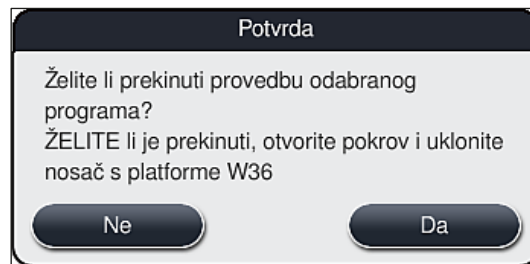 Potvrda
Želite li prekinuti provedbu odabranog
programa?
ŽELITE li je prekinuti, otvorite pokrov i uklonite
nosač s platforme W36
Ne
Da